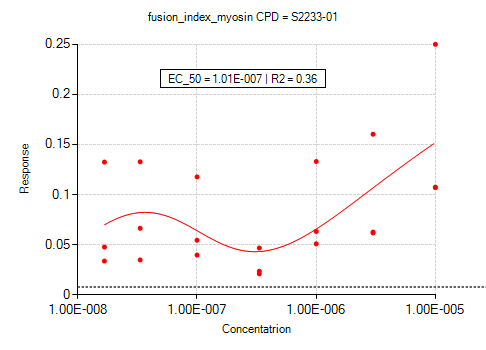 fusion_index_myosin CPD = S2233-01
EC_50 = 1.01E-007 | R2 = 0.36
Response
0.25
0.2
0.15
0.1
0.05
0
1.00E-008 1.00E-007 1.00E-006 1.00E-005
Concentatrion